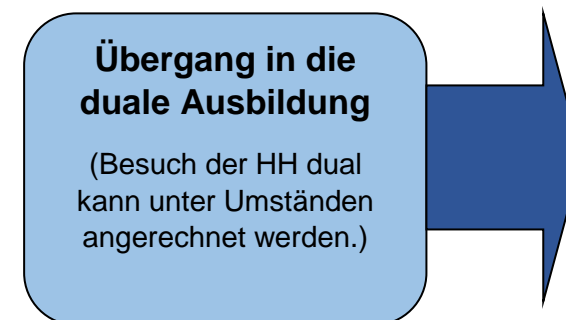 Übergang in die
duale Ausbildung
(Besuch der HH dual
kann unter Umständen
angerechnet werden.)